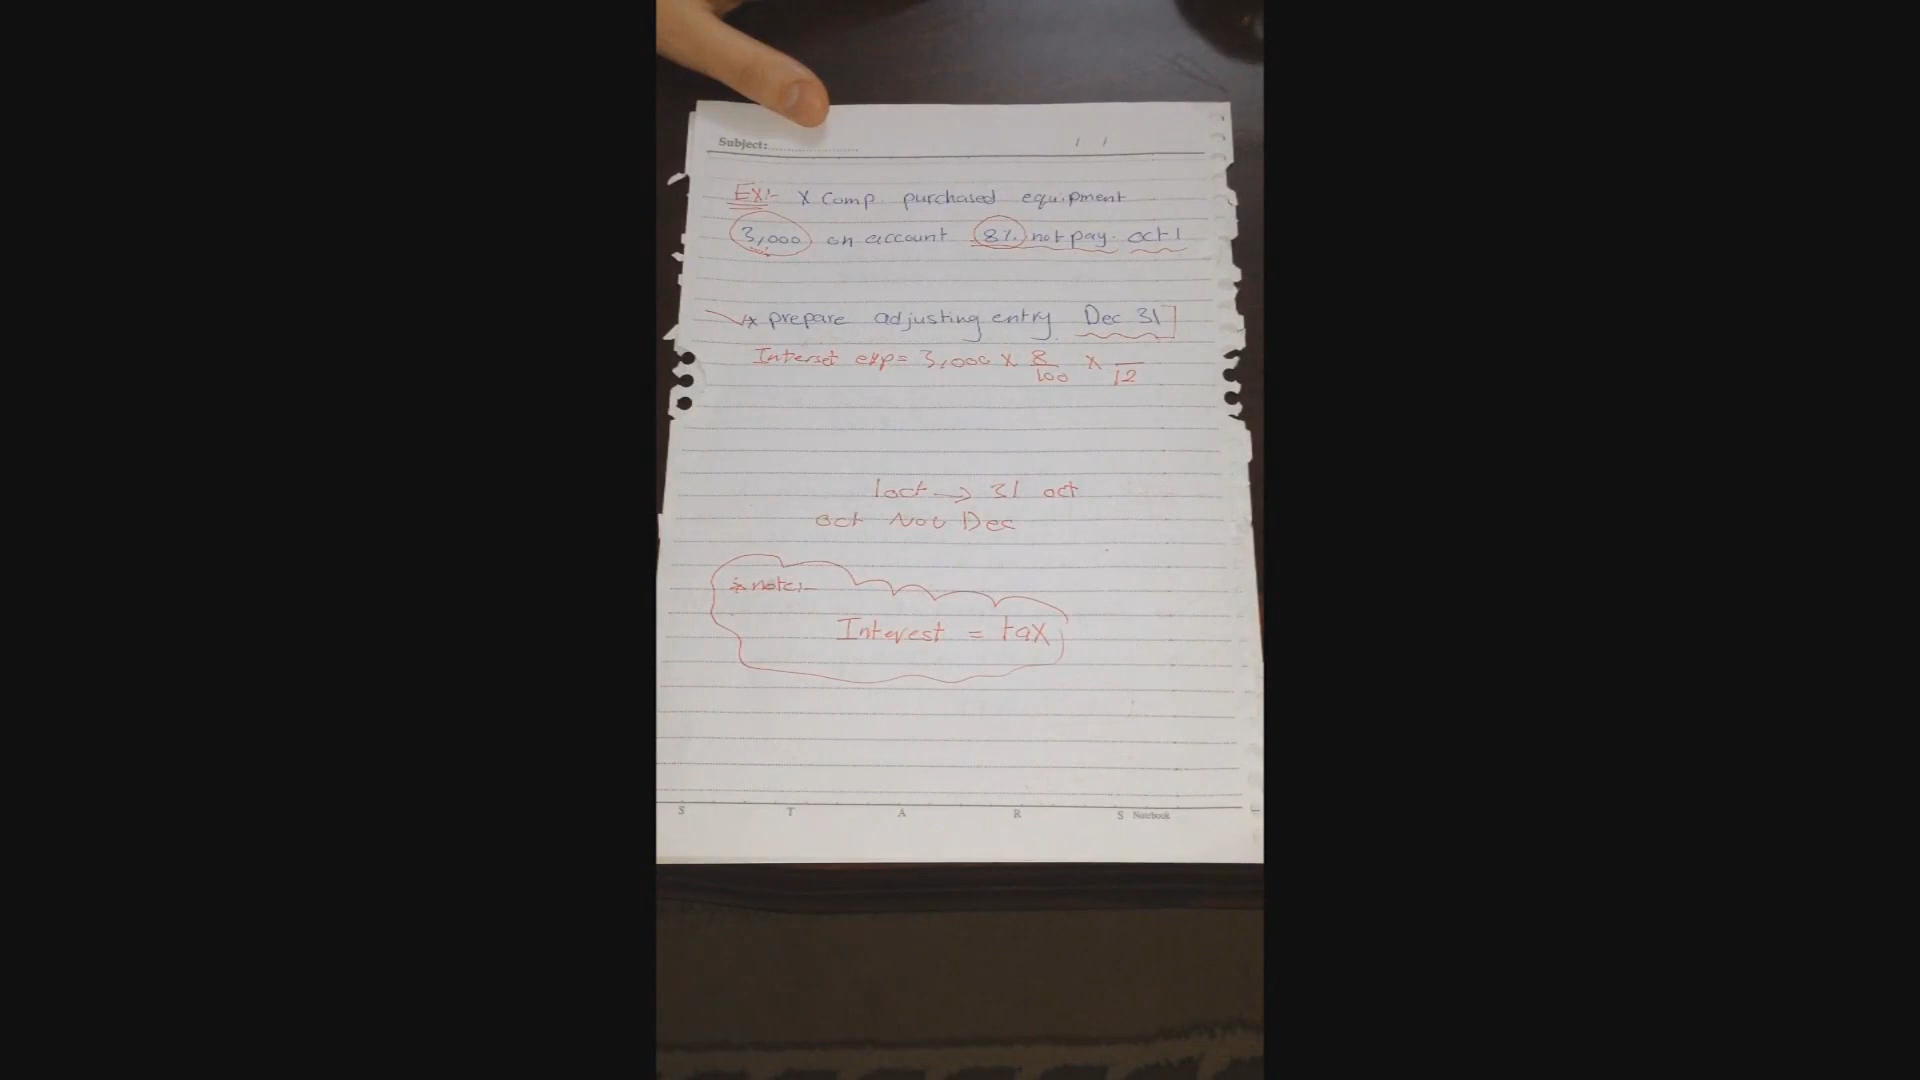 Subject:
/ /
Ex:- X Comp. purchased equipment
3,000 on account 8% not pay. oct 1
* prepare adjusting entry Dec 31
Interset exp = 3,000 x 8/100 x /12
1 oct → 31 oct
oct Nov Dec
* note:-
Interest = tax
S T A R S Notebook